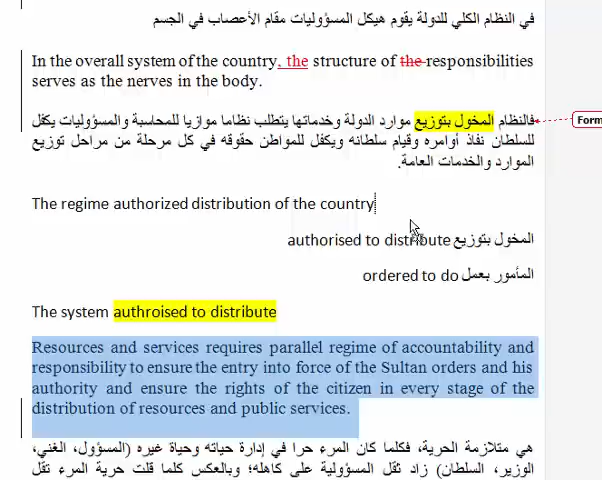 في النظام الكلي للدولة يقوم هيكل المسؤوليات مقام الأعصاب في الجسم
In the overall system of the country, the structure of the responsibilities
serves as the nerves in the body.
فالنظام المخول بتوزيع موارد الدولة وخدماتها يتطلب نظاما موازيا للمحاسبة والمسؤوليات يكفل
Form
للسلطان نفاذ أوامره وقيام سلطانه ويكفل للمواطن حقوقه في كل مرحلة من مراحل توزيع
الموارد والخدمات العامة.
The regime authorized distribution of the country
المخول بتوزيع authorised to distribute
المأمور بعمل ordered to do
The system authroised to distribute
Resources and services requires parallel regime of accountability and
responsibility to ensure the entry into force of the Sultan orders and his
authority and ensure the rights of the citizen in every stage of the
distribution of resources and public services.
هي متلازمة الحرية، فكلما كان المرء حرا في إدارة حياته وحياة غيره (المسؤول، الغني،
الوزير، السلطان) زاد ثقل المسؤولية على كاهله؛ وبالعكس كلما قلت حرية المرء تقل